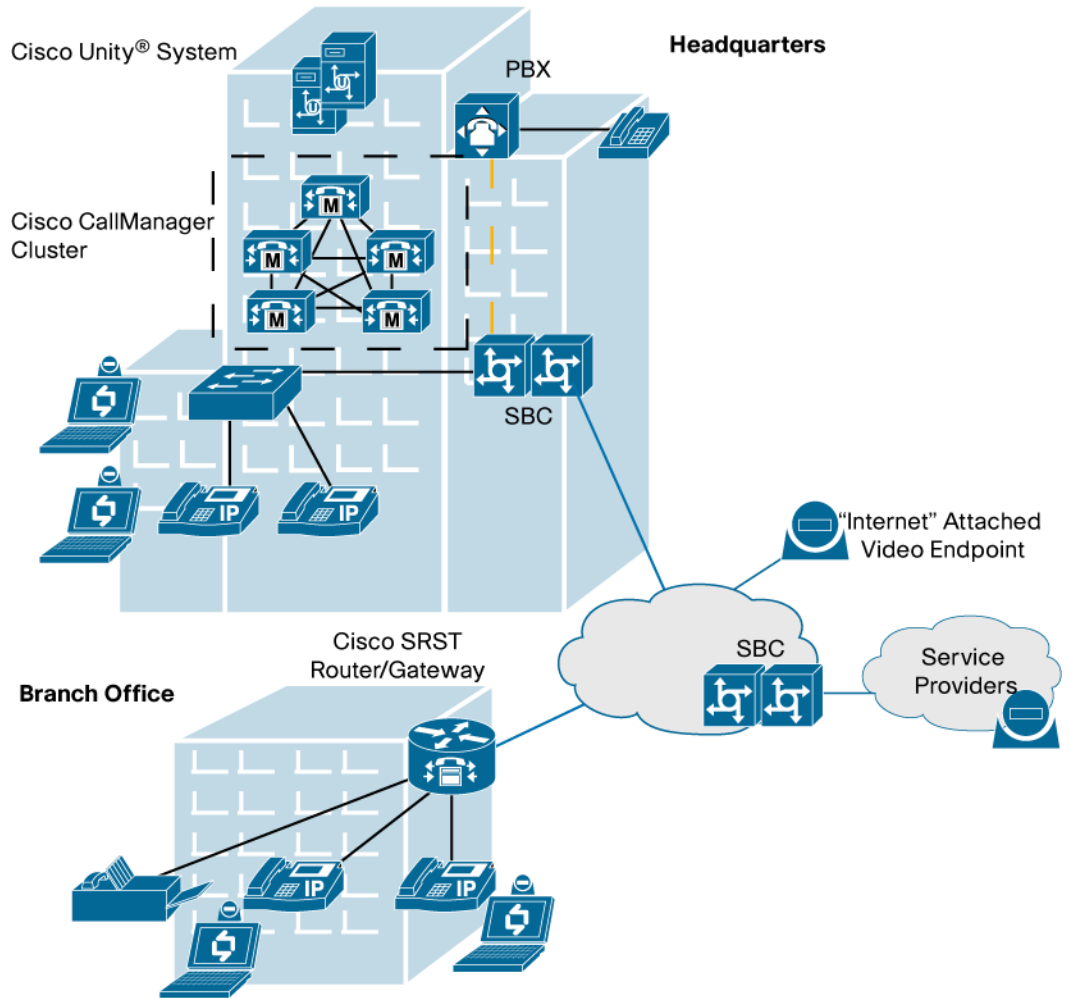 Cisco Unity® System
Headquarters
PBX
Cisco CallManager
Cluster
M
M
M
M
M
SBC
IP
IP
"Internet" Attached
Video Endpoint
Cisco SRST
Router/Gateway
SBC
Service
Providers
Branch Office
IP
IP
U
U